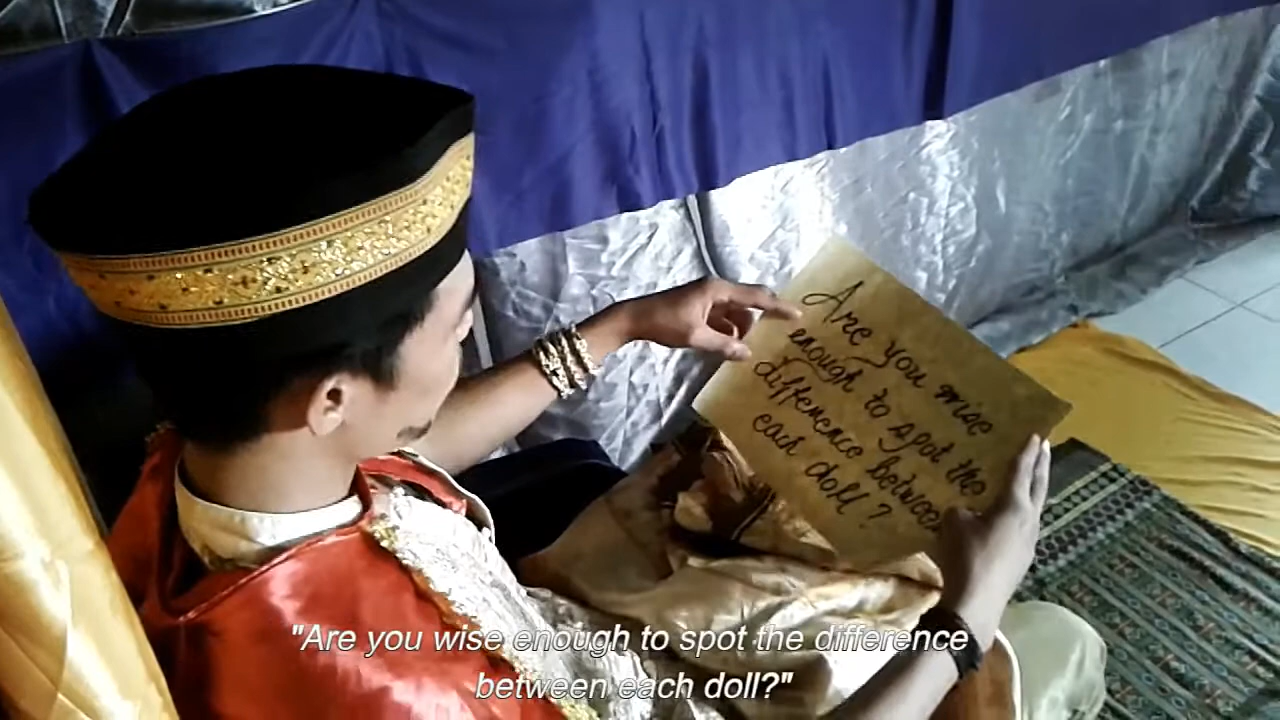 Are you wise
enough to spot the
difference between
each doll?
"Are you wise enough to spot the difference
between each doll?"